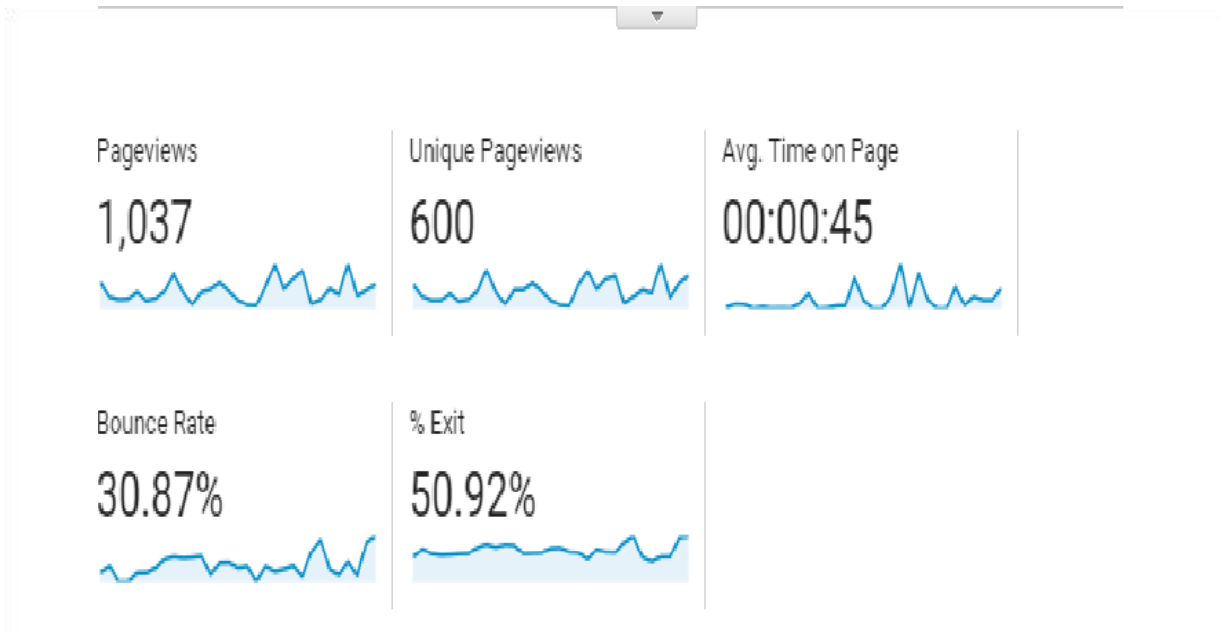 Pageviews
1,037
Unique Pageviews
600
Avg. Time on Page
00:00:45
Bounce Rate
30.87%
% Exit
50.92%